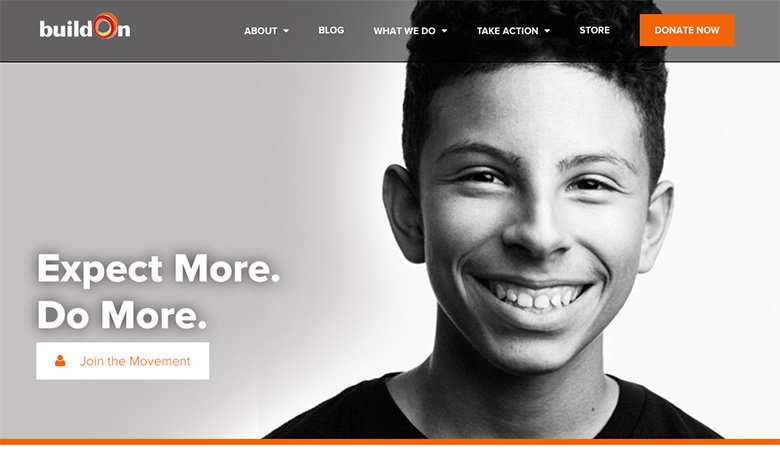 buildOn
ABOUT
BLOG
WHAT WE DO
TAKE ACTION
STORE
DONATE NOW
Expect More.
Do More.
Join the Movement